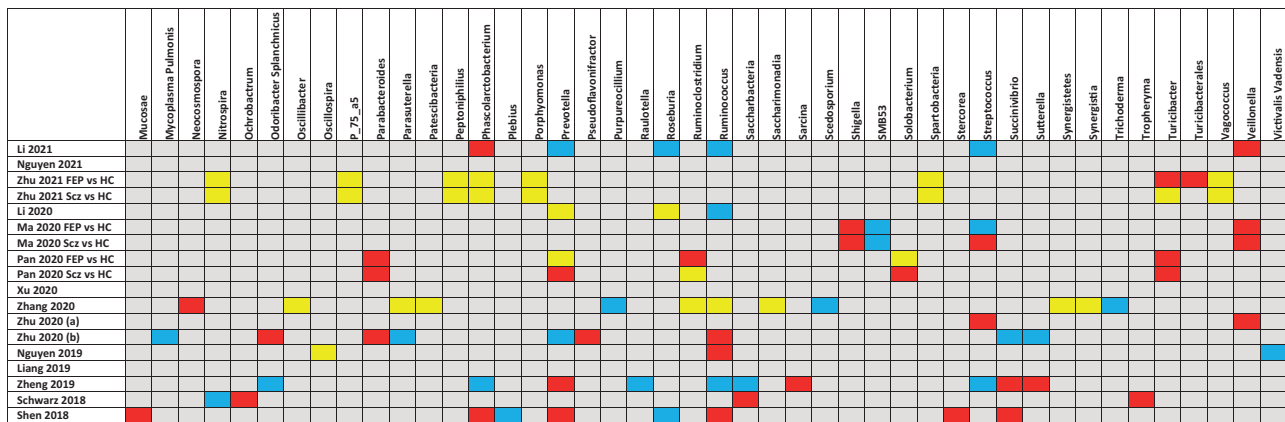 Mucosae
Mycoplasma Pulmonis
Neocosmospora
Nitrospira
Ochrobactrum
Odoribacter Splanchnicus
Oscillibacter
Oscillospira
P_75_a5
Parabacteroides
Parasuterella
Patescibacteria
Peptoniphilius
Phascolarctobacterium
Plebius
Porphyomonas
Prevotella
Pseudoflavonifractor
Purpureocillium
Raultella
Roseburia
Ruminoclostridium
Ruminococcus
Saccharbacteria
Saccharimonadia
Sarcina
Scedosporium
Shigella
SMB53
Solobacterium
Spartobacteria
Stercorea
Streptococcus
Succinivibrio
Sutterella
Synergistetes
Synergistia
Trichoderma
Tropheryma
Turicibacter
Turicibacterales
Vagococcus
Veillonella
Victivalis Vadensis
Li 2021
Nguyen 2021
Zhu 2021 FEP vs HC
Zhu 2021 Scz vs HC
Li 2020
Ma 2020 FEP vs HC
Ma 2020 Scz vs HC
Pan 2020 FEP vs HC
Pan 2020 Scz vs HC
Xu 2020
Zhang 2020
Zhu 2020 (a)
Zhu 2020 (b)
Nguyen 2019
Liang 2019
Zheng 2019
Schwarz 2018
Shen 2018